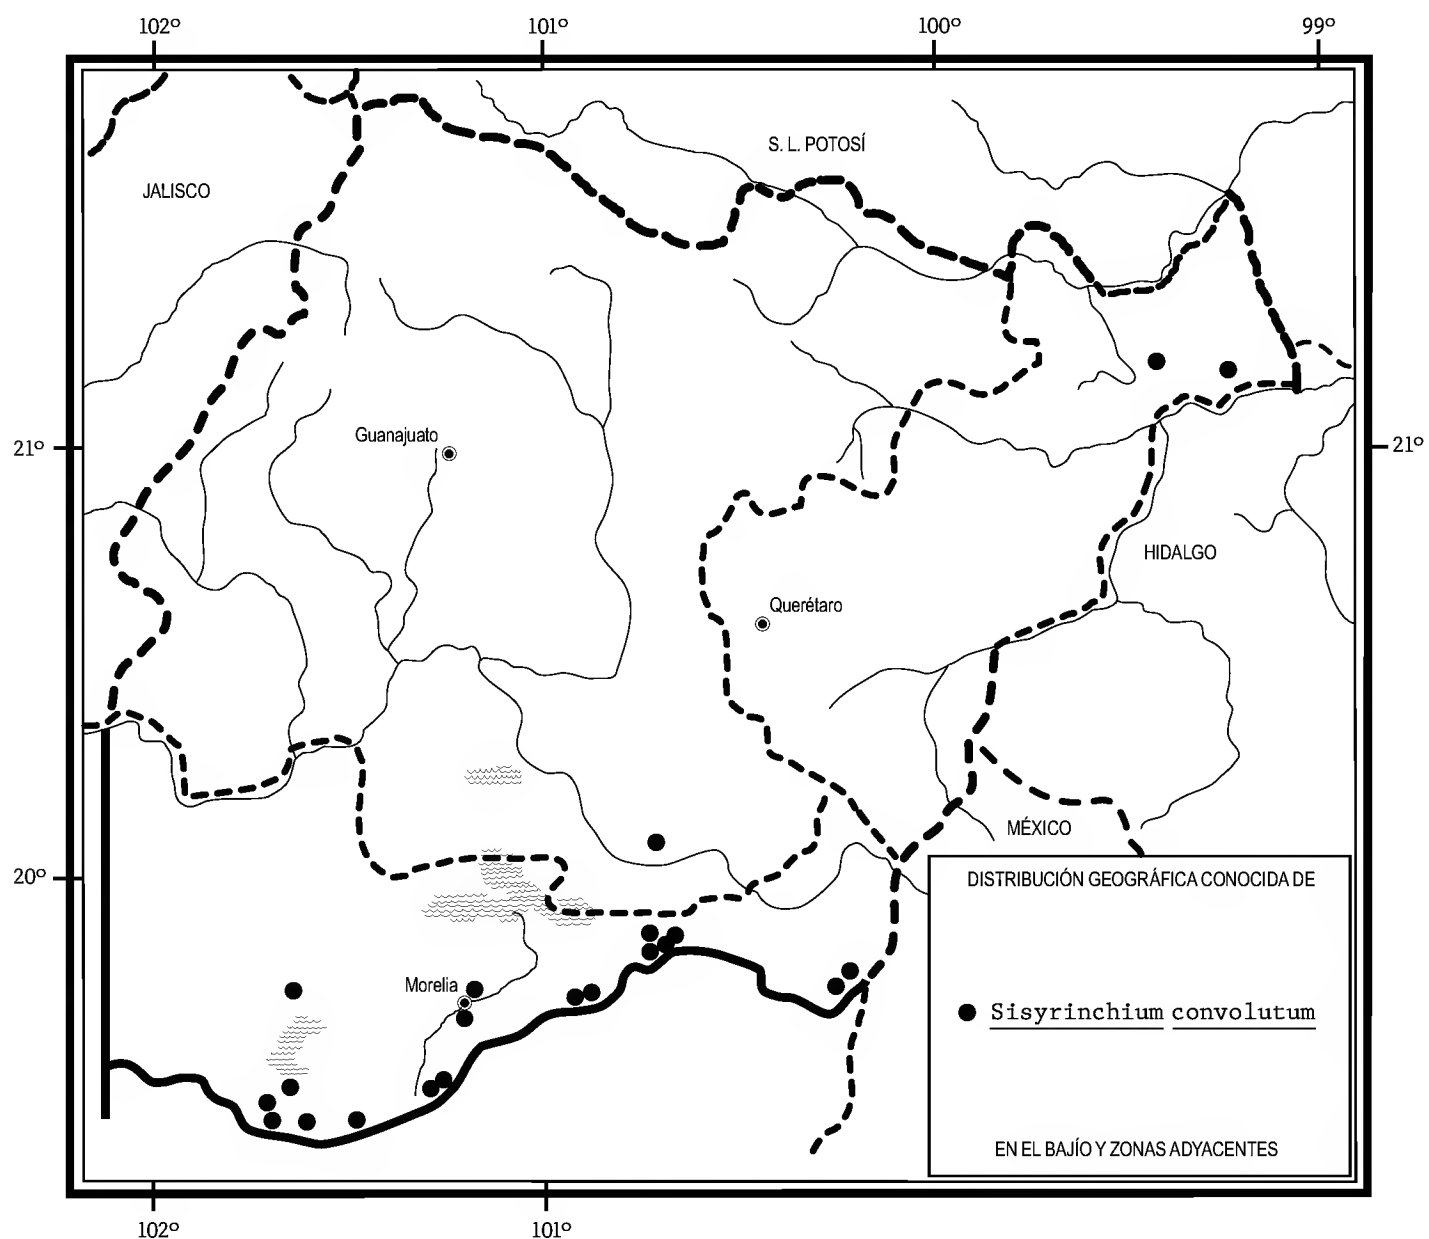 102º 101º 100º 99º
S. L. POTOSÍ
JALISCO
Guanajuato
21º 21º
HIDALGO
Querétaro
MÉXICO
20º
DISTRIBUCIÓN GEOGRÁFICA CONOCIDA DE
Morelia
Sisyrinchium convolutum
EN EL BAJÍO Y ZONAS ADYACENTES
102º 101º